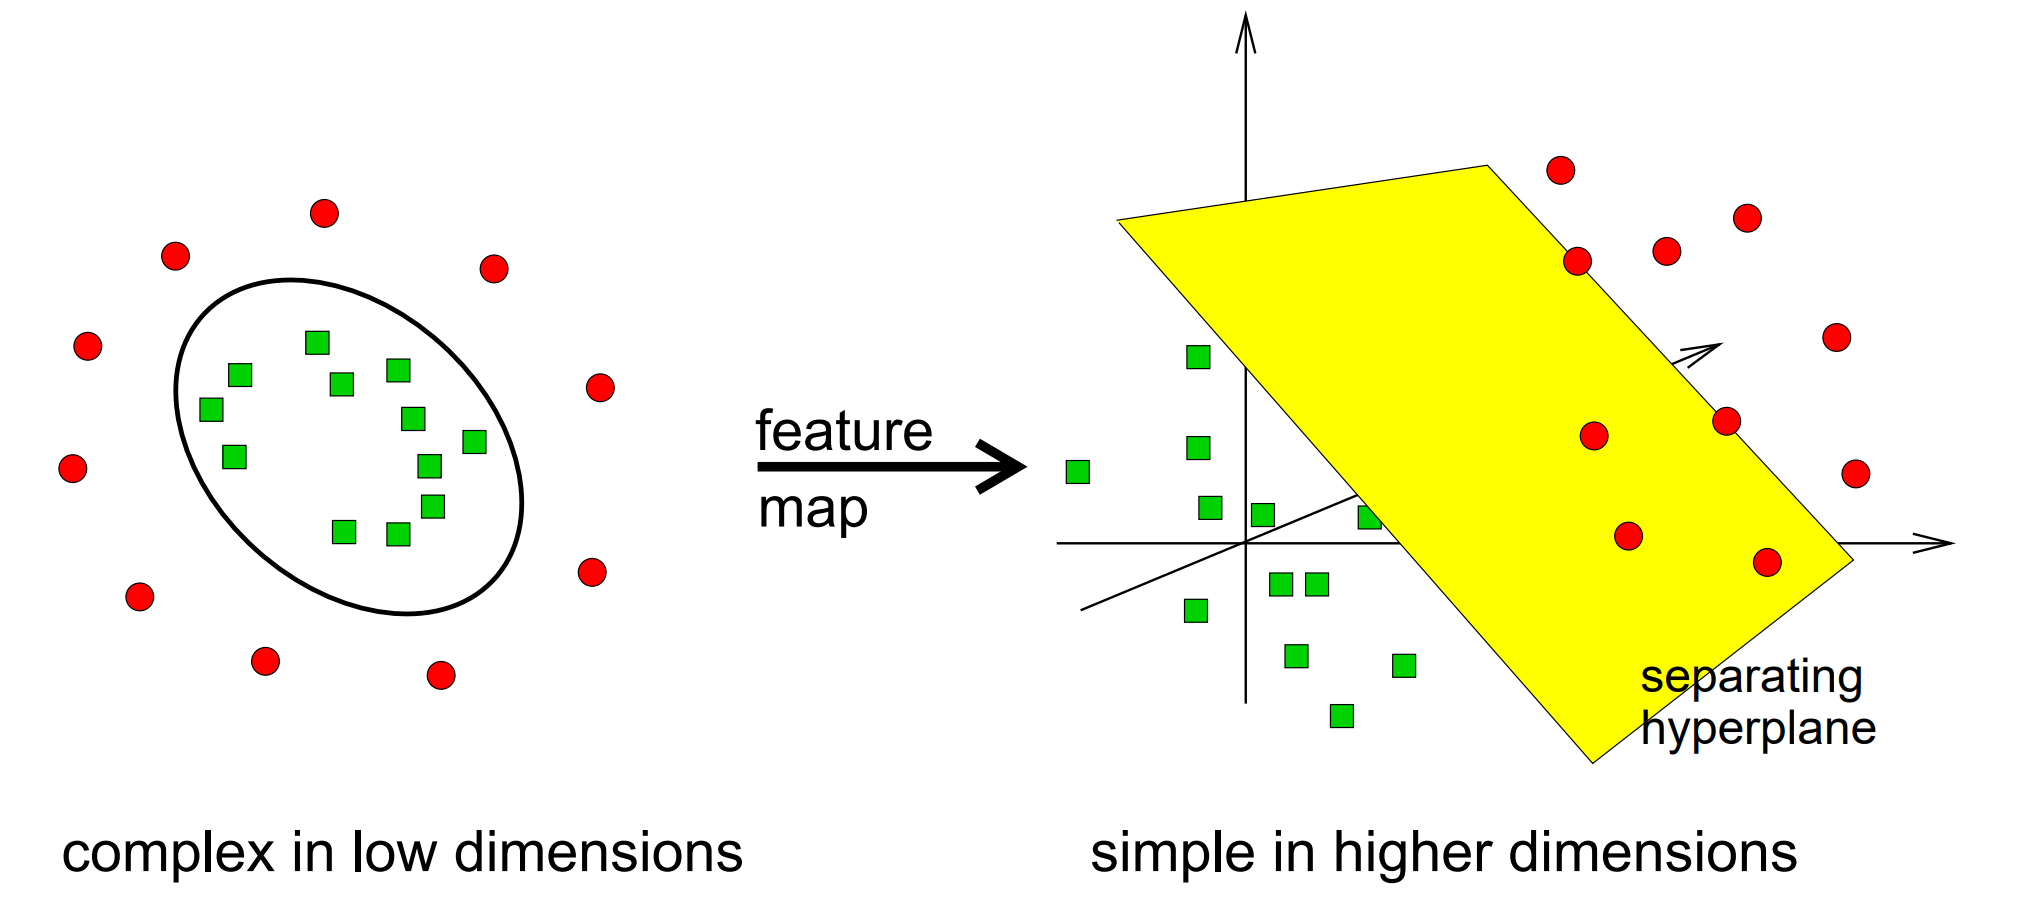 feature
map
separating
hyperplane
complex in low dimensions
simple in higher dimensions